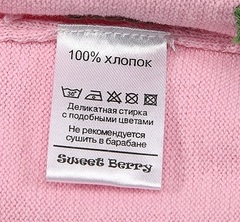 100% хлопок
Деликатная стирка
с подобными цветами
Не рекомендуется
сушить в барабане
Sweet Berry